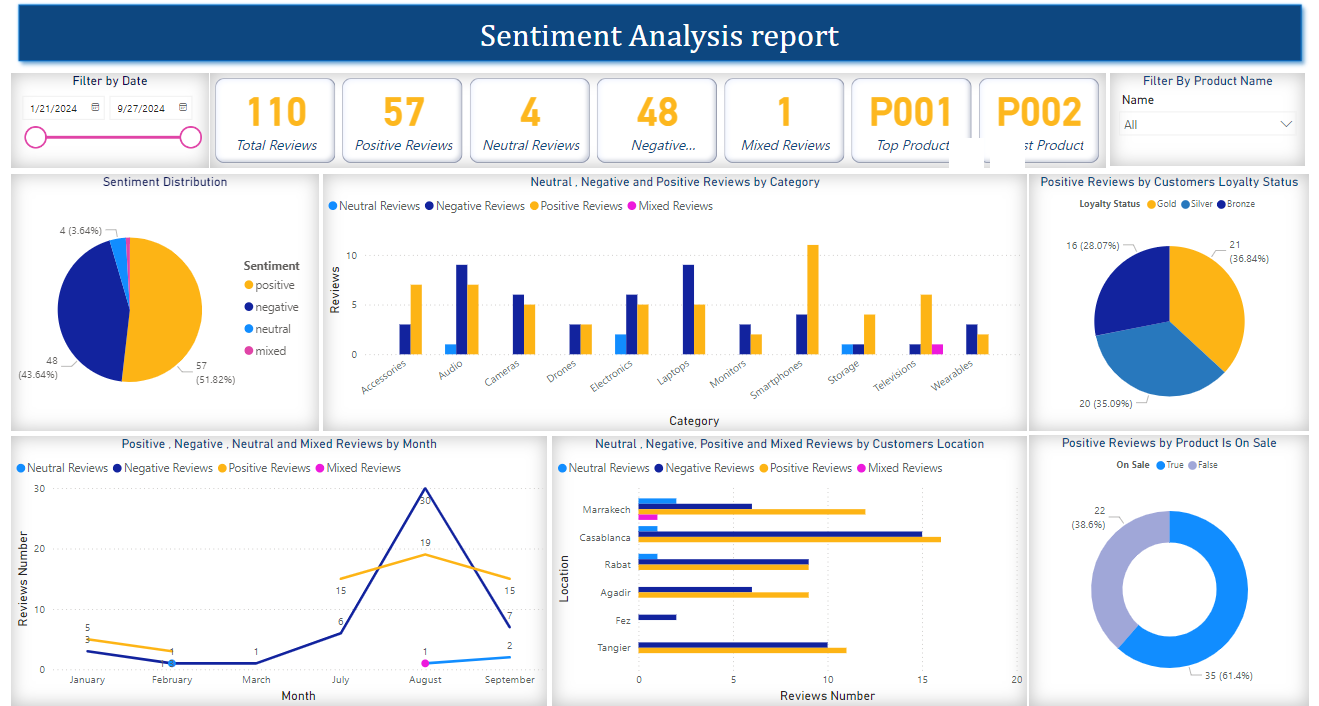 Sentiment Analysis report
Filter by Date
1/21/2024
9/27/2024
110
Total Reviews
57
Positive Reviews
4
Neutral Reviews
48
Negative...
1
Mixed Reviews
P001
Top Product
P002
st Product
Filter By Product Name
Name
All
Sentiment Distribution
4 (3.64%)
48
(43.64%)
57
(51.82%)
Sentiment
positive
negative
neutral
mixed
Neutral , Negative and Positive Reviews by Category
Neutral Reviews Negative Reviews Positive Reviews Mixed Reviews
Reviews
10
5
0
Accessories
Audio
Cameras
Drones
Electronics
Laptops
Monitors
Smartphones
Storage
Televisions
Wearables
Category
Positive Reviews by Customers Loyalty Status
Loyalty Status Gold Silver Bronze
16 (28.07%)
21
(36.84%)
20 (35.09%)
Positive , Negative , Neutral and Mixed Reviews by Month
Neutral Reviews Negative Reviews Positive Reviews Mixed Reviews
Reviews Number
30
20
10
0
5
3
1
1
1
15
6
30
19
1
15
7
2
January
February
March
July
August
September
Month
Neutral , Negative, Positive and Mixed Reviews by Customers Location
Neutral Reviews Negative Reviews Positive Reviews Mixed Reviews
Location
Marrakech
Casablanca
Rabat
Agadir
Fez
Tangier
0
5
10
15
20
Reviews Number
Positive Reviews by Product Is On Sale
On Sale True False
22
(38.6%)
35 (61.4%)